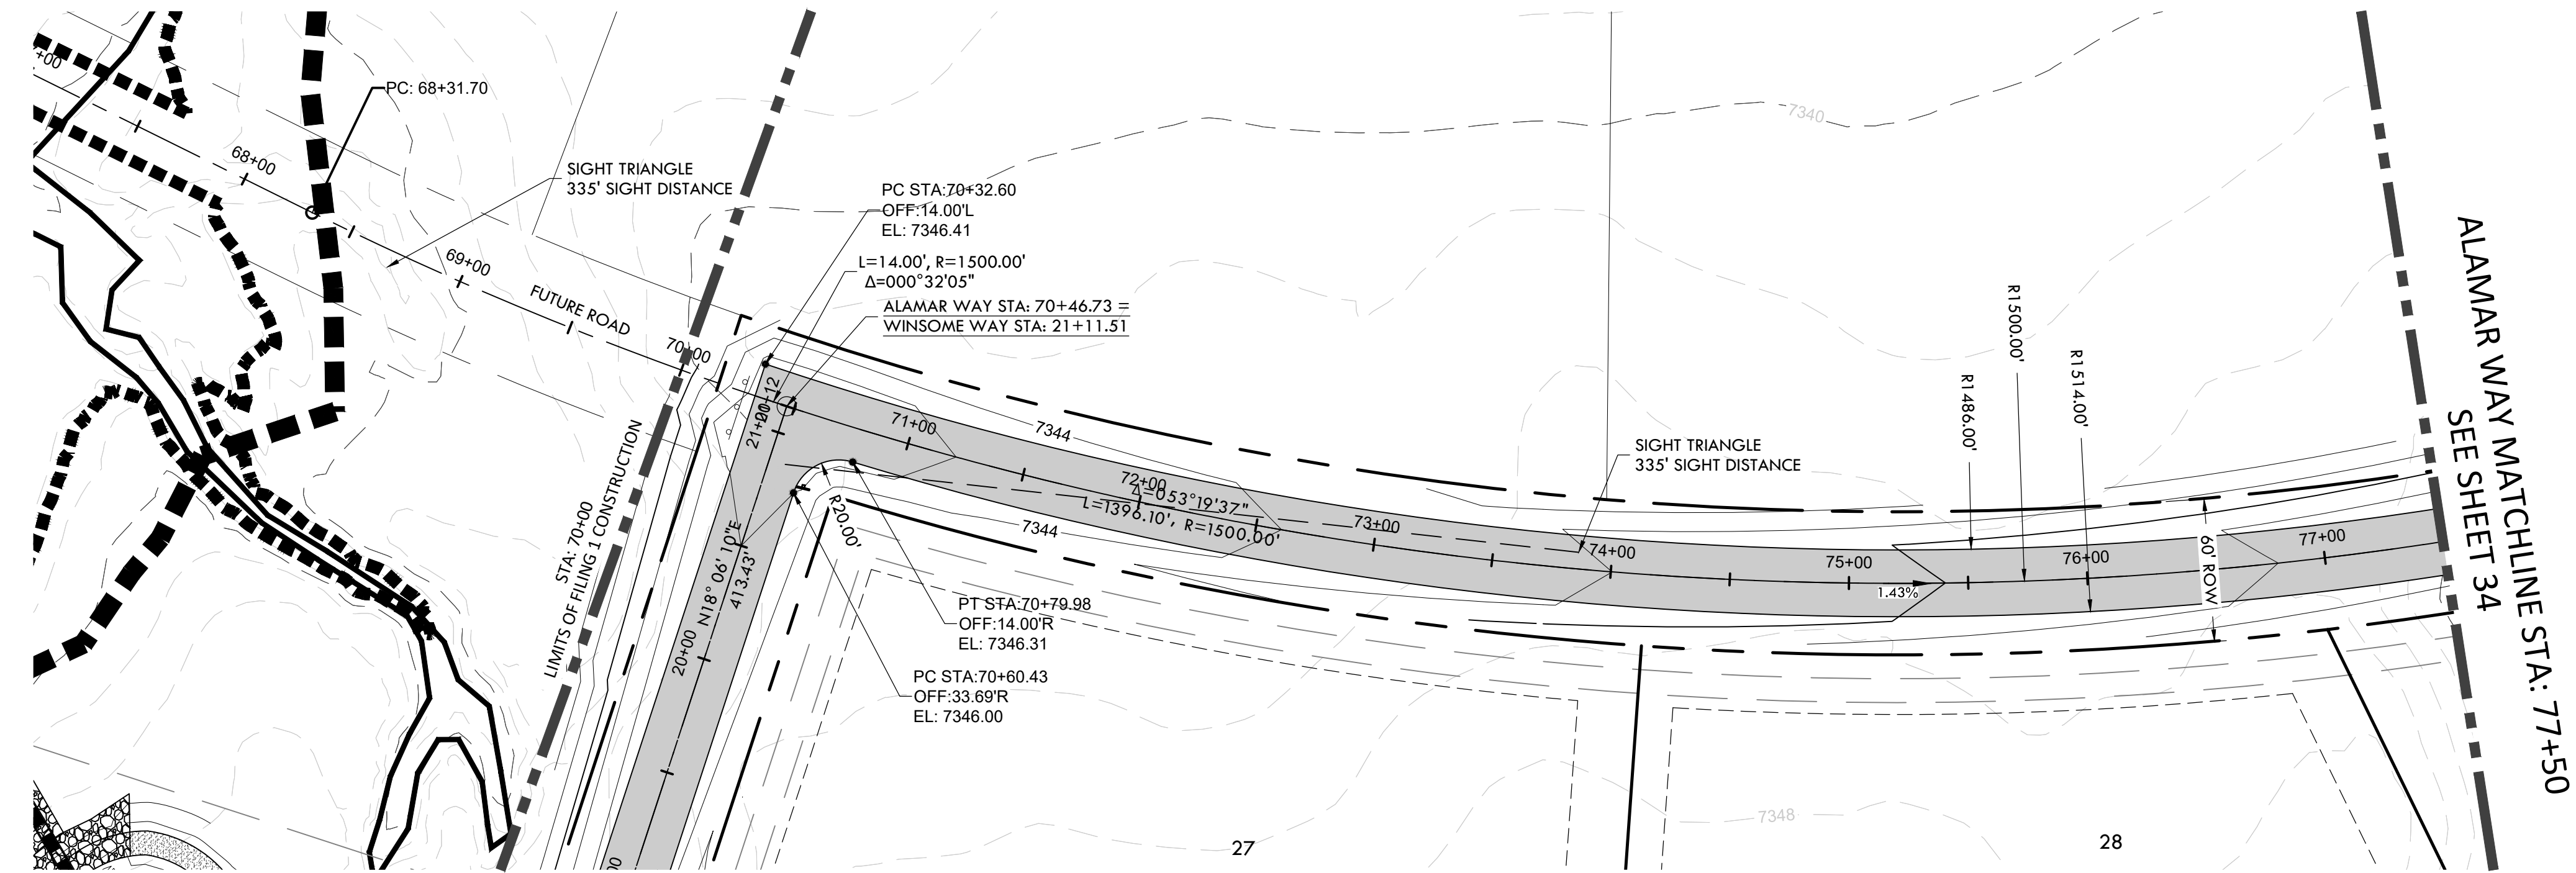 +00
PC: 68+31.70
68+00
SIGHT TRIANGLE
335' SIGHT DISTANCE
69+00
FUTURE ROAD
70+00
PC STA:70+32.60
OFF:14.00'L
EL: 7346.41
L=14.00', R=1500.00'
Δ=000°32'05"
ALAMAR WAY STA: 70+46.73 =
WINSOME WAY STA: 21+11.51
7340
21+00
71+00
7344
72+00
Δ=053°19'37"
L=1396.10', R=1500.00'
73+00
SIGHT TRIANGLE
335' SIGHT DISTANCE
74+00
75+00
1.43%
76+00
77+00
R1486.00'
R1500.00'
R1514.00'
60' ROW
ALAMAR WAY MATCHLINE STA: 77+50
SEE SHEET 34
STA: 70+00
LIMITS OF FILING 1 CONSTRUCTION
N18° 06' 10"E
413.43'
20+00
R20.00'
7344
PT STA:70+79.98
OFF:14.00'R
EL: 7346.31
PC STA:70+60.43
OFF:33.69'R
EL: 7346.00
7348
27
28